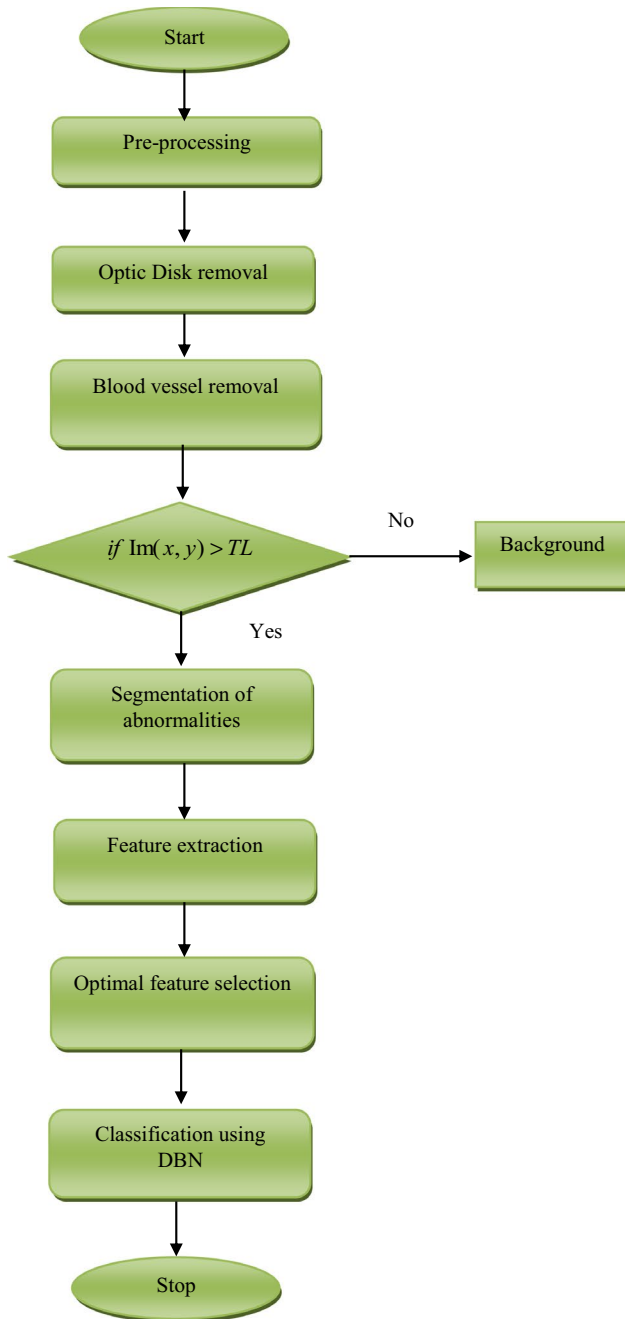 Start
Pre-processing
Optic Disk removal
Blood vessel removal
if Im(x, y) > TL
No
Background
Yes
Segmentation of
abnormalities
Feature extraction
Optimal feature selection
Classification using
DBN
Stop